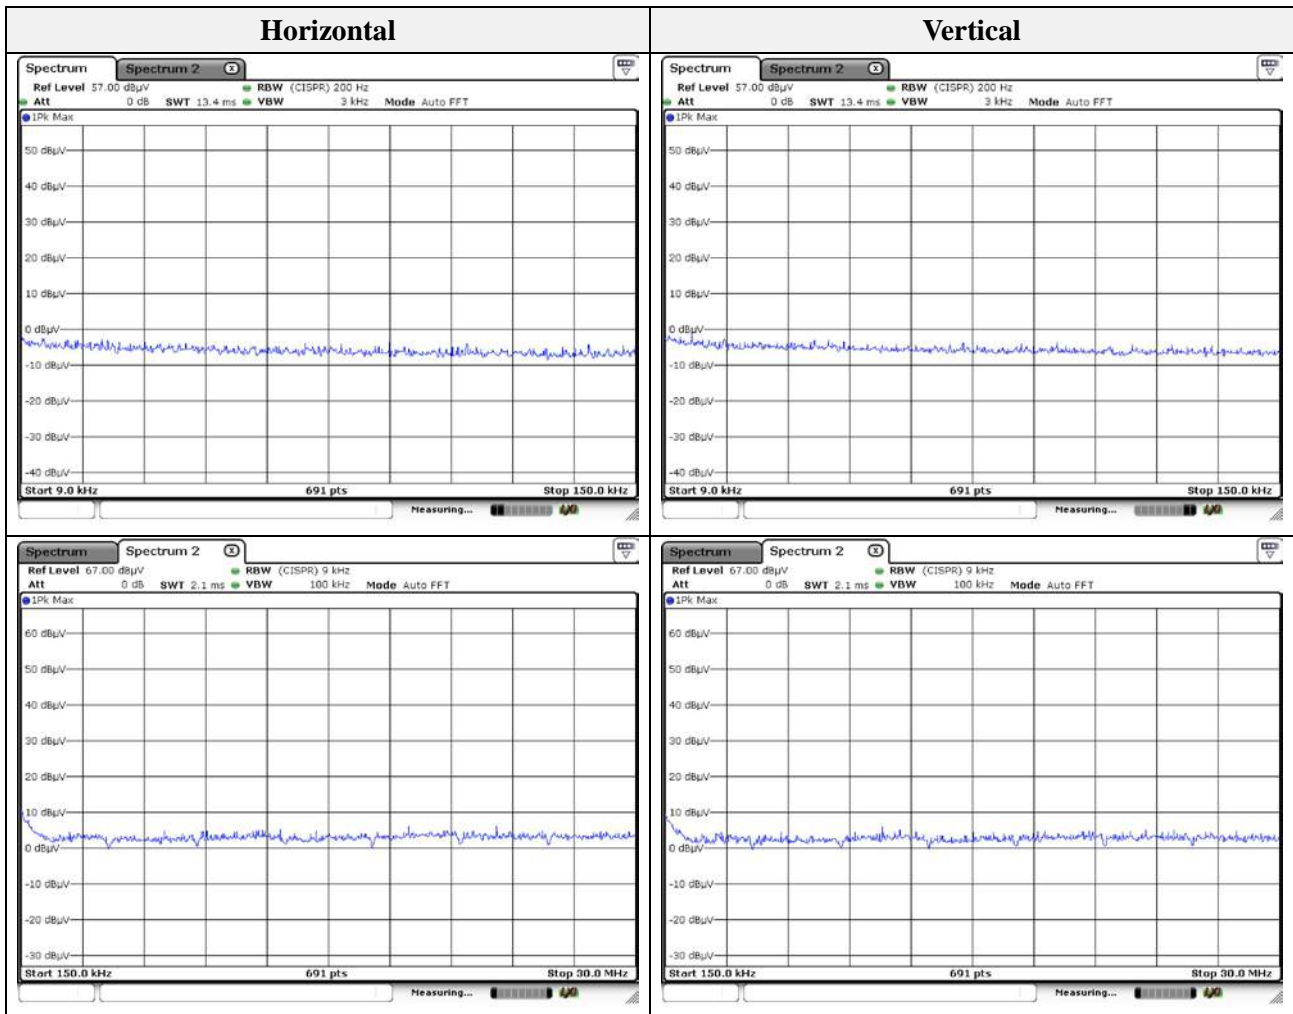 Horizontal
Vertical
Spectrum Spectrum 2 X
Ref Level 57.00 dBµV RBW (CISPR) 200 Hz
Att 0 dB SWT 13.4 ms VBW 3 kHz Mode Auto FFT
1Pk Max
50 dBµV
40 dBµV
30 dBµV
20 dBµV
10 dBµV
0 dBµV
-10 dBµV
-20 dBµV
-30 dBµV
-40 dBµV
Start 9.0 kHz 691 pts Stop 150.0 kHz
Measuring...
Spectrum Spectrum 2 X
Ref Level 57.00 dBµV RBW (CISPR) 200 Hz
Att 0 dB SWT 13.4 ms VBW 3 kHz Mode Auto FFT
1Pk Max
50 dBµV
40 dBµV
30 dBµV
20 dBµV
10 dBµV
0 dBµV
-10 dBµV
-20 dBµV
-30 dBµV
-40 dBµV
Start 9.0 kHz 691 pts Stop 150.0 kHz
Measuring...
Spectrum Spectrum 2 X
Ref Level 67.00 dBµV RBW (CISPR) 9 kHz
Att 0 dB SWT 2.1 ms VBW 100 kHz Mode Auto FFT
1Pk Max
60 dBµV
50 dBµV
40 dBµV
30 dBµV
20 dBµV
10 dBµV
0 dBµV
-10 dBµV
-20 dBµV
-30 dBµV
Start 150.0 kHz 691 pts Stop 30.0 MHz
Measuring...
Spectrum Spectrum 2 X
Ref Level 67.00 dBµV RBW (CISPR) 9 kHz
Att 0 dB SWT 2.1 ms VBW 100 kHz Mode Auto FFT
1Pk Max
60 dBµV
50 dBµV
40 dBµV
30 dBµV
20 dBµV
10 dBµV
0 dBµV
-10 dBµV
-20 dBµV
-30 dBµV
Start 150.0 kHz 691 pts Stop 30.0 MHz
Measuring...